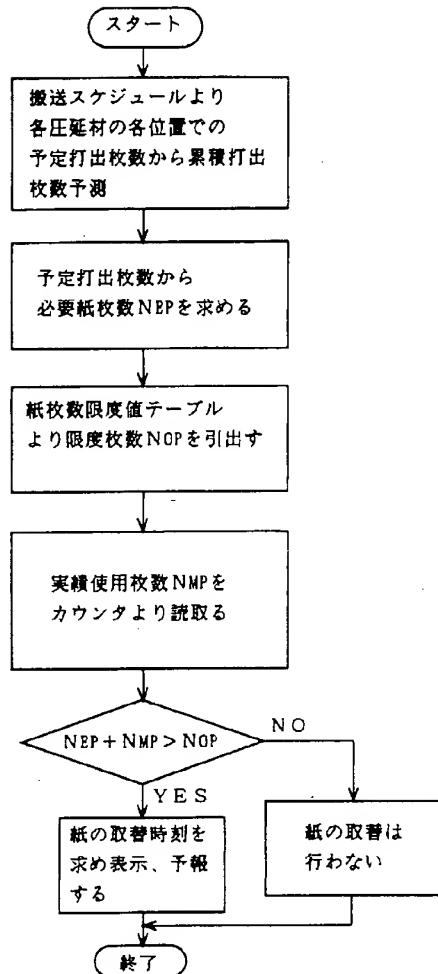 スタート
搬送スケジュールより
各圧延材の各位置での
予定打出枚数から累積打出
枚数予測
予定打出枚数から
必要紙枚数NEPを求める
紙枚数限度値テーブル
より限度枚数NOPを引出す
実績使用枚数NMPを
カウンタより読取る
NEP+NMP>NOP
NO
YES
紙の取替時刻を
求め表示、予報
する
紙の取替は
行わない
終了